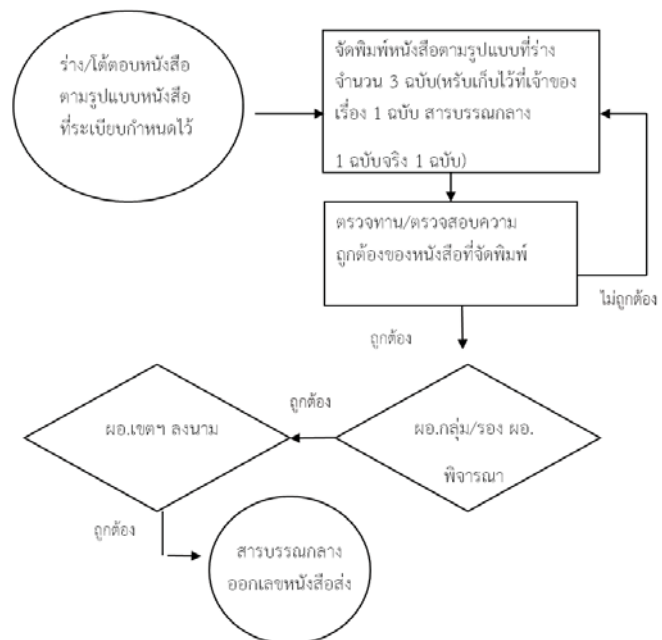 ร่าง/โต้ตอบหนังสือ
ตามรูปแบบหนังสือ
ที่ระเบียบกำหนดไว้
จัดพิมพ์หนังสือตามรูปแบบที่ร่าง
จำนวน 3 ฉบับ(หรับเก็บไว้ที่เจ้าของ
เรื่อง 1 ฉบับ สารบรรณกลาง
1 ฉบับจริง 1 ฉบับ)
ตรวจทาน/ตรวจสอบความ
ถูกต้องของหนังสือที่จัดพิมพ์
ไม่ถูกต้อง
ถูกต้อง
ผอ.กลุ่ม/รอง ผอ.
พิจารณา
ถูกต้อง
ผอ.เขตฯ ลงนาม
ถูกต้อง
สารบรรณกลาง
ออกเลขหนังสือส่ง